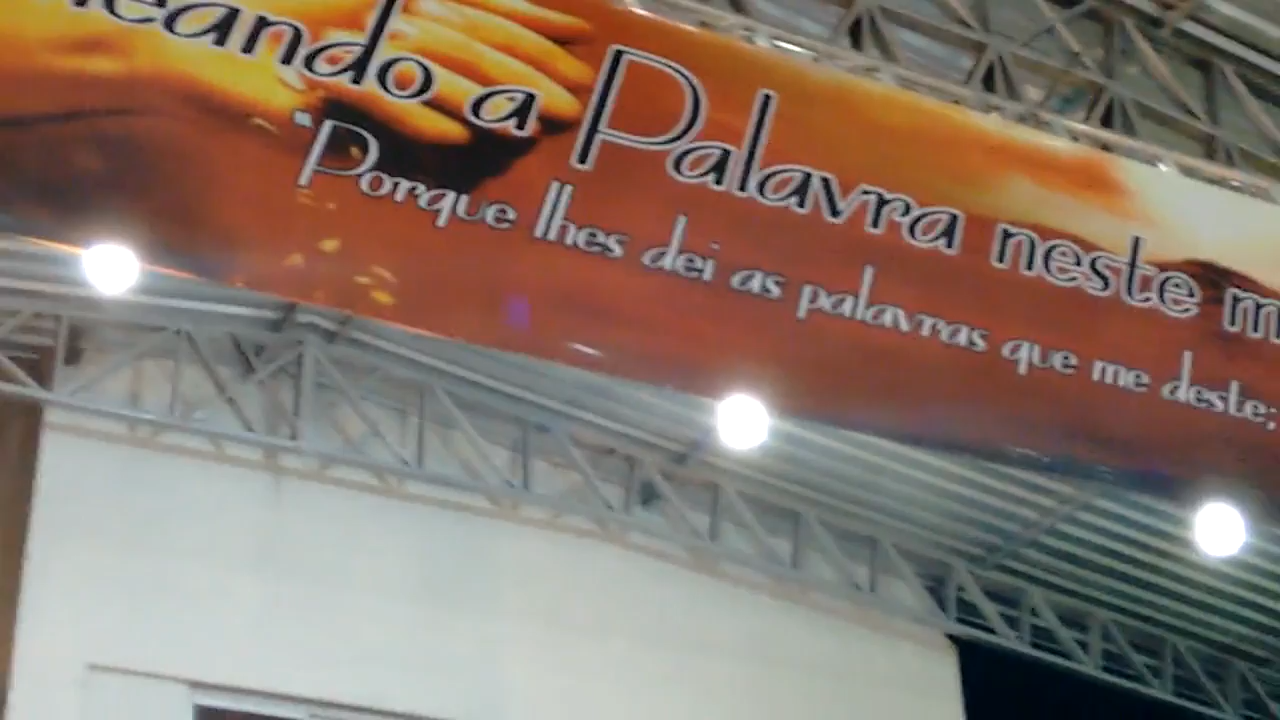 a Palavra neste
"Porque lhes dei as palavras que me deste;